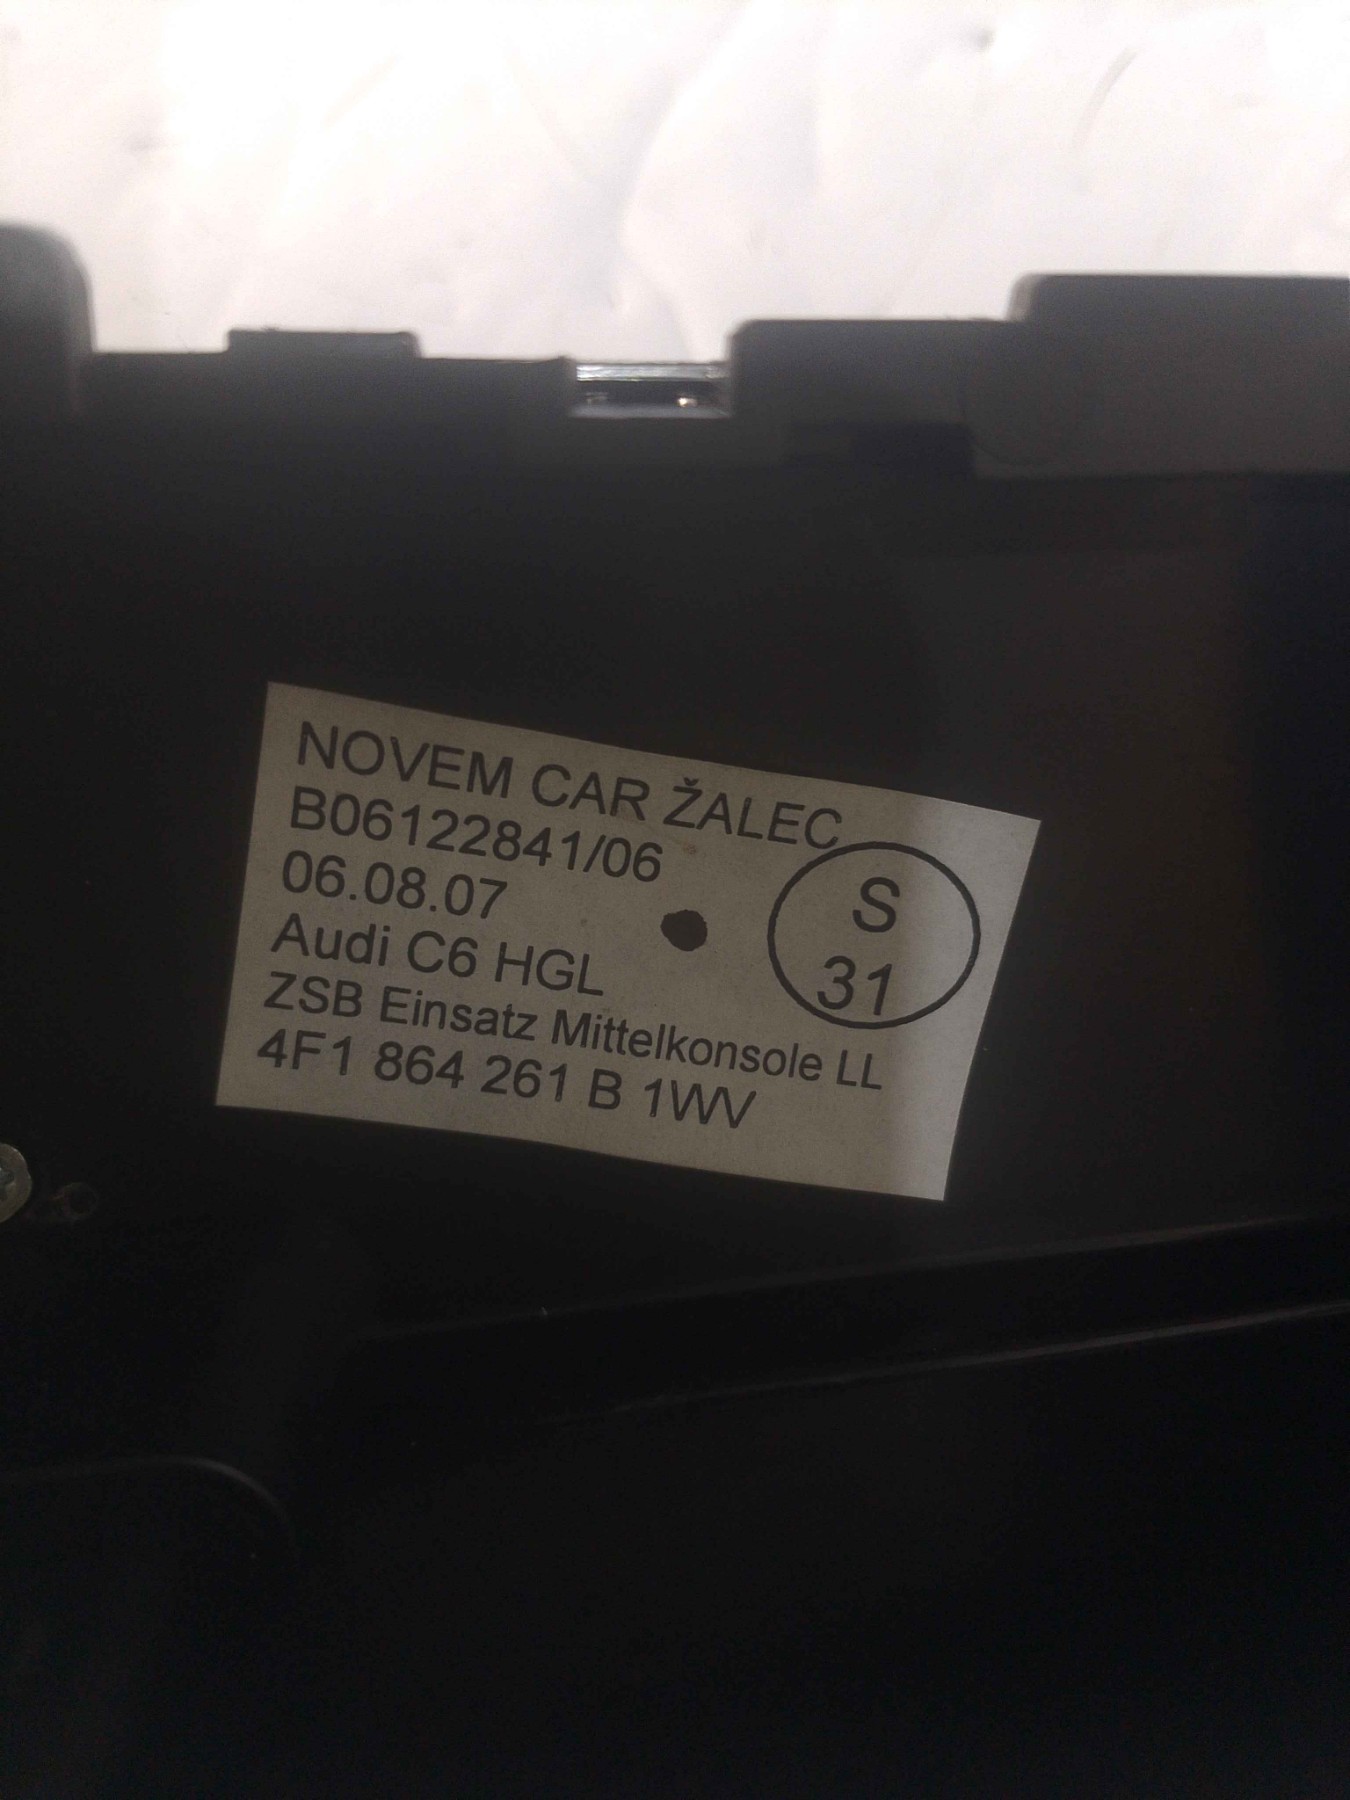 NOVEM CAR ŽALEC
B06122841/06
06.08.07
Audi C6 HGL
ZSB Einsatz Mittelkonsole LL
4F1 864 261 B 1WV
S
31